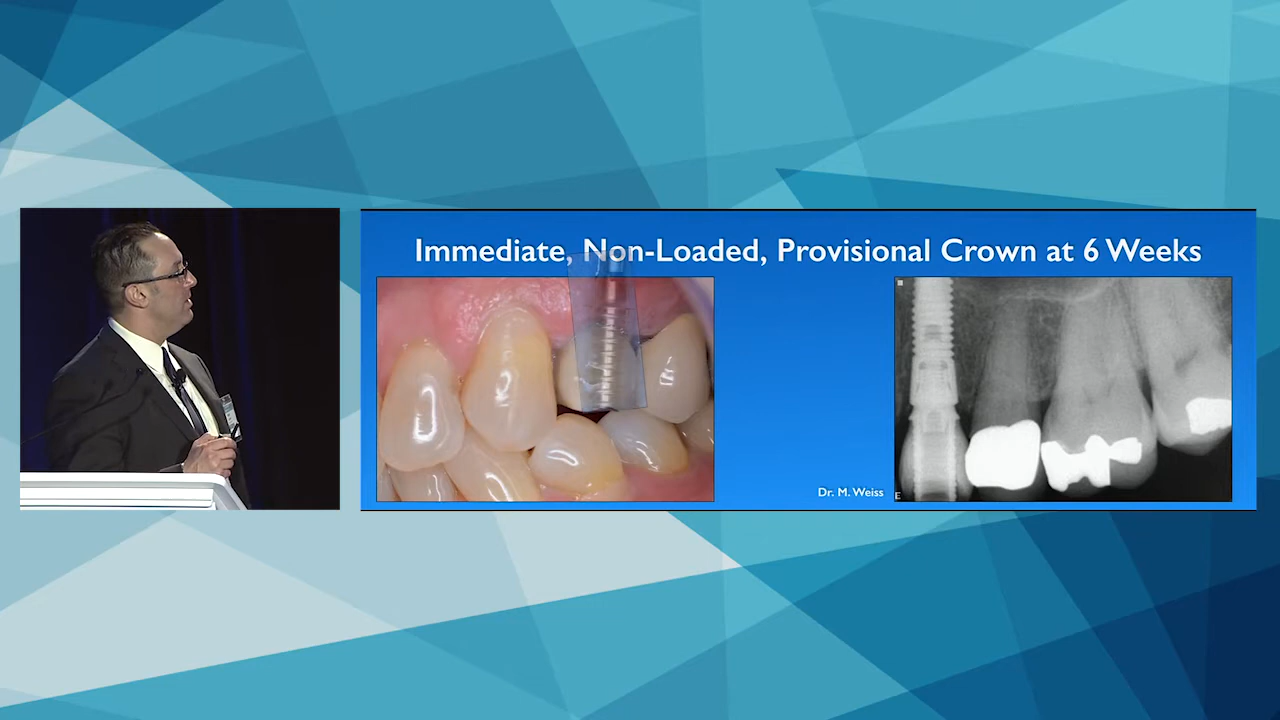 Immediate, Non-Loaded, Provisional Crown at 6 Weeks
Dr. M. Weiss
E